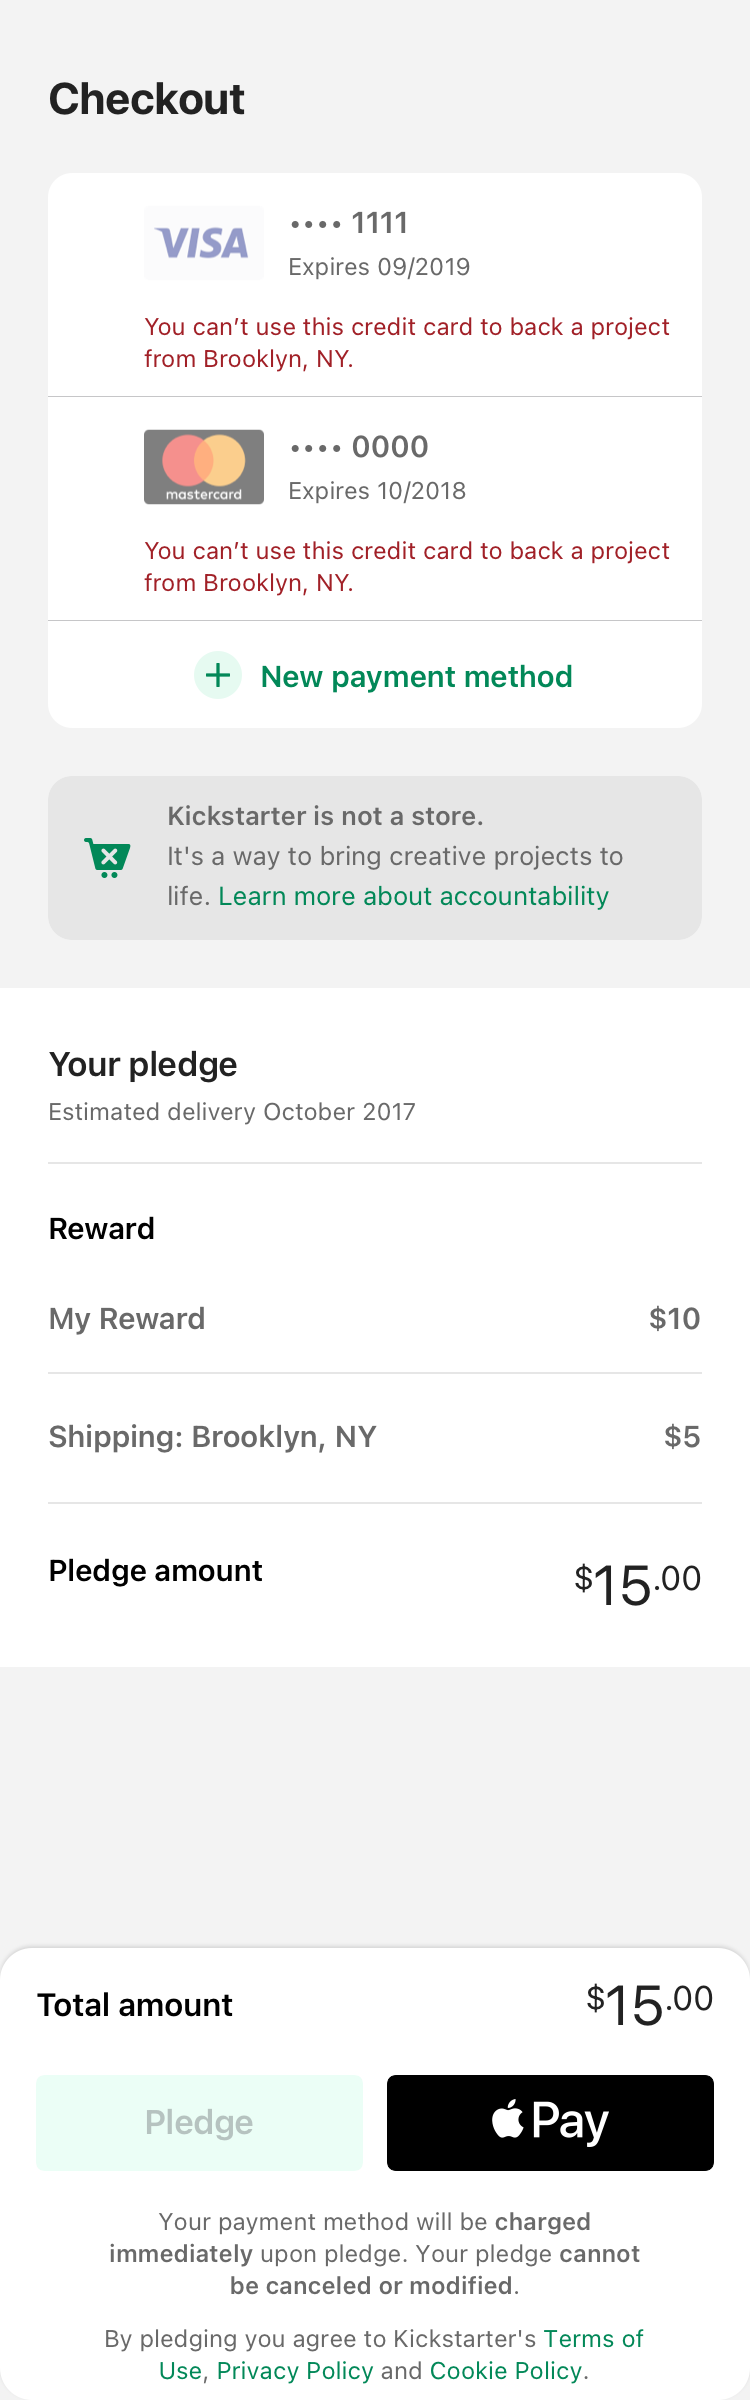 Checkout
VISA
•••• 1111
Expires 09/2019
You can’t use this credit card to back a project
from Brooklyn, NY.
•••• 0000
mastercard
Expires 10/2018
You can’t use this credit card to back a project
from Brooklyn, NY.
+ New payment method
Kickstarter is not a store.
It's a way to bring creative projects to
life. Learn more about accountability
Your pledge
Estimated delivery October 2017
Reward
My Reward $10
Shipping: Brooklyn, NY $5
Pledge amount $15.00
Total amount $15.00
Pledge
Pay
Your payment method will be charged
immediately upon pledge. Your pledge cannot
be canceled or modified.
By pledging you agree to Kickstarter's Terms of
Use, Privacy Policy and Cookie Policy.